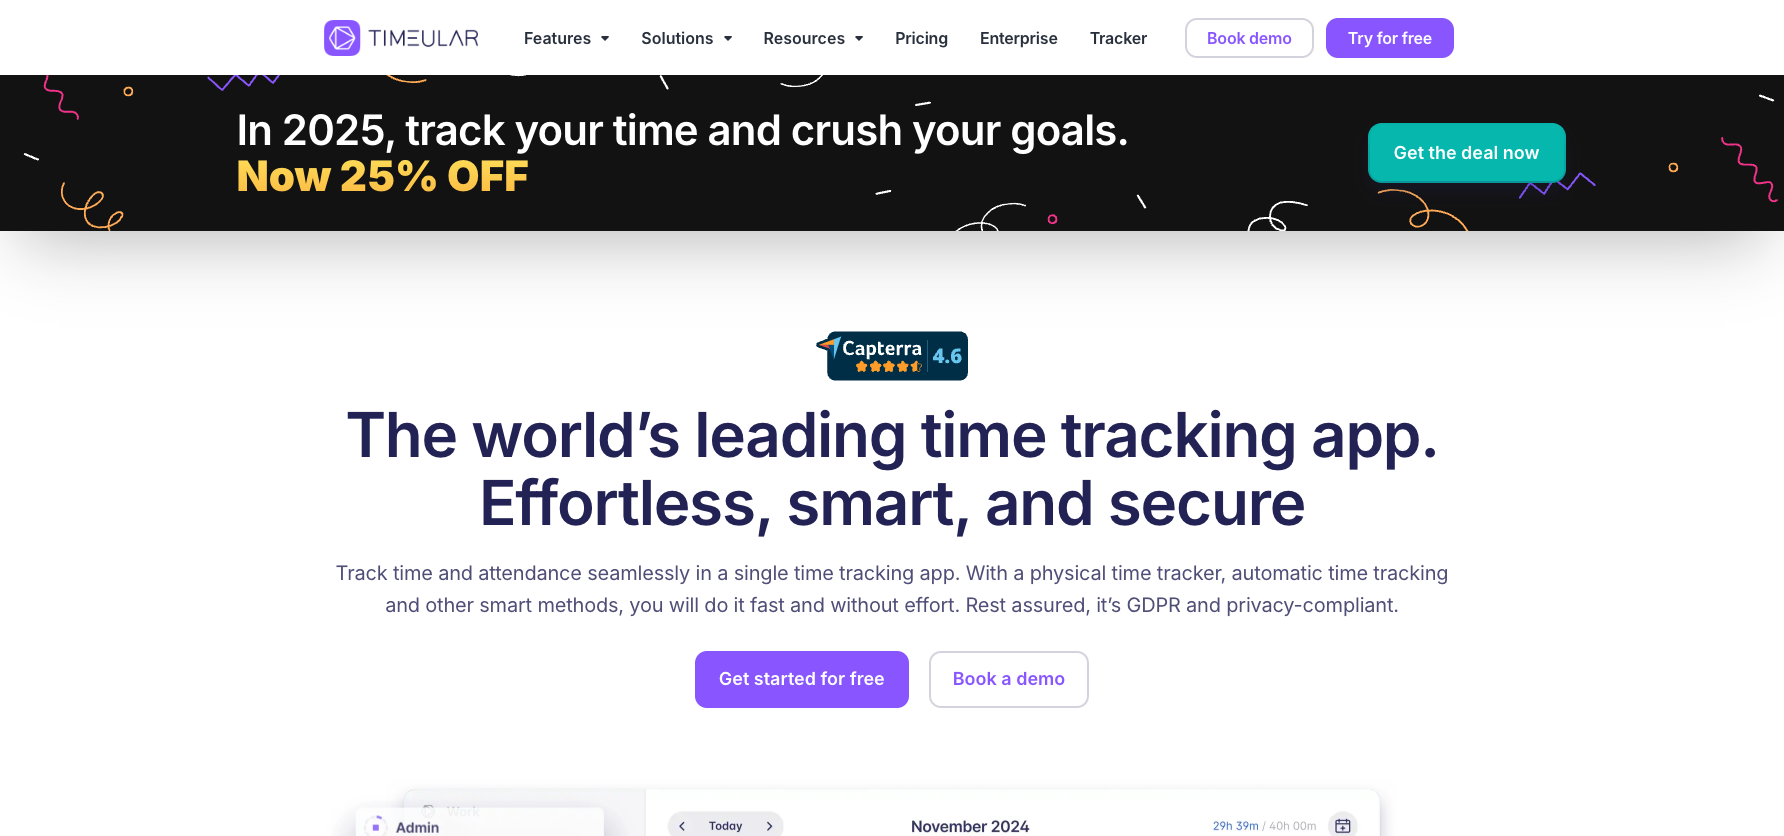 TIMEULAR
Features
Solutions
Resources
Pricing
Enterprise
Tracker
Book demo
Try for free
In 2025, track your time and crush your goals.
Now 25% OFF
Get the deal now
Capterra
4.6
The world’s leading time tracking app.
Effortless, smart, and secure
Track time and attendance seamlessly in a single time tracking app. With a physical time tracker, automatic time tracking
and other smart methods, you will do it fast and without effort. Rest assured, it’s GDPR and privacy-compliant.
Get started for free
Book a demo
Work
Admin
Today
November 2024
29h 39m / 40h 00m